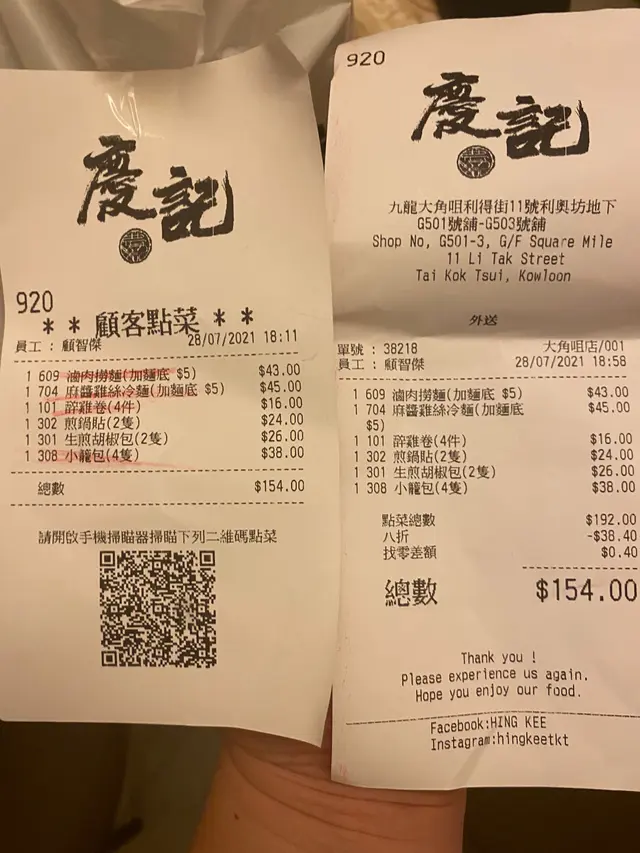 慶記
920
* * 顧客點菜 * *
員工：顧智傑 28/07/2021 18:11
1 609 滷肉撈麵(加麵底 $5) $43.00
1 704 麻醬雞絲冷麵(加麵底 $5) $45.00
1 101 辭雞卷(4件) $16.00
1 302 煎鍋貼(2隻) $24.00
1 301 生煎胡椒包(2隻) $26.00
1 308 小籠包(4隻) $38.00
總數 $154.00
請開啟手機掃瞄器掃瞄下列二維碼點菜
920
慶記
九龍大角咀利得街11號利奧坊地下
G501號舖-G503號舖
Shop No, G501-3, G/F Square Mile
11 Li Tak Street
Tai Kok Tsui, Kowloon
外送
單號：38218 大角咀店/001
員工：顧智傑 28/07/2021 18:58
1 609 滷肉撈麵(加麵底 $5) $43.00
1 704 麻醬雞絲冷麵(加麵底 $45.00
$5)
1 101 辭雞卷(4件) $16.00
1 302 煎鍋貼(2隻) $24.00
1 301 生煎胡椒包(2隻) $26.00
1 308 小籠包(4隻) $38.00
點菜總數 $192.00
八折 -$38.40
找零差額 $0.40
總數 $154.00
Thank you !
Please experience us again.
Hope you enjoy our food.
Facebook:HING KEE
Instagram:hingkeetkt